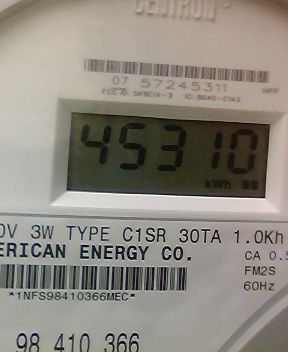 CENTRON®
07 57245311
45310
kWh
0V 3W TYPE C1SR 30TA 1.0Kh
ERICAN ENERGY CO.
CA 0.5
FM2S
*1NFS98410366MEC*
60Hz
98 410 366